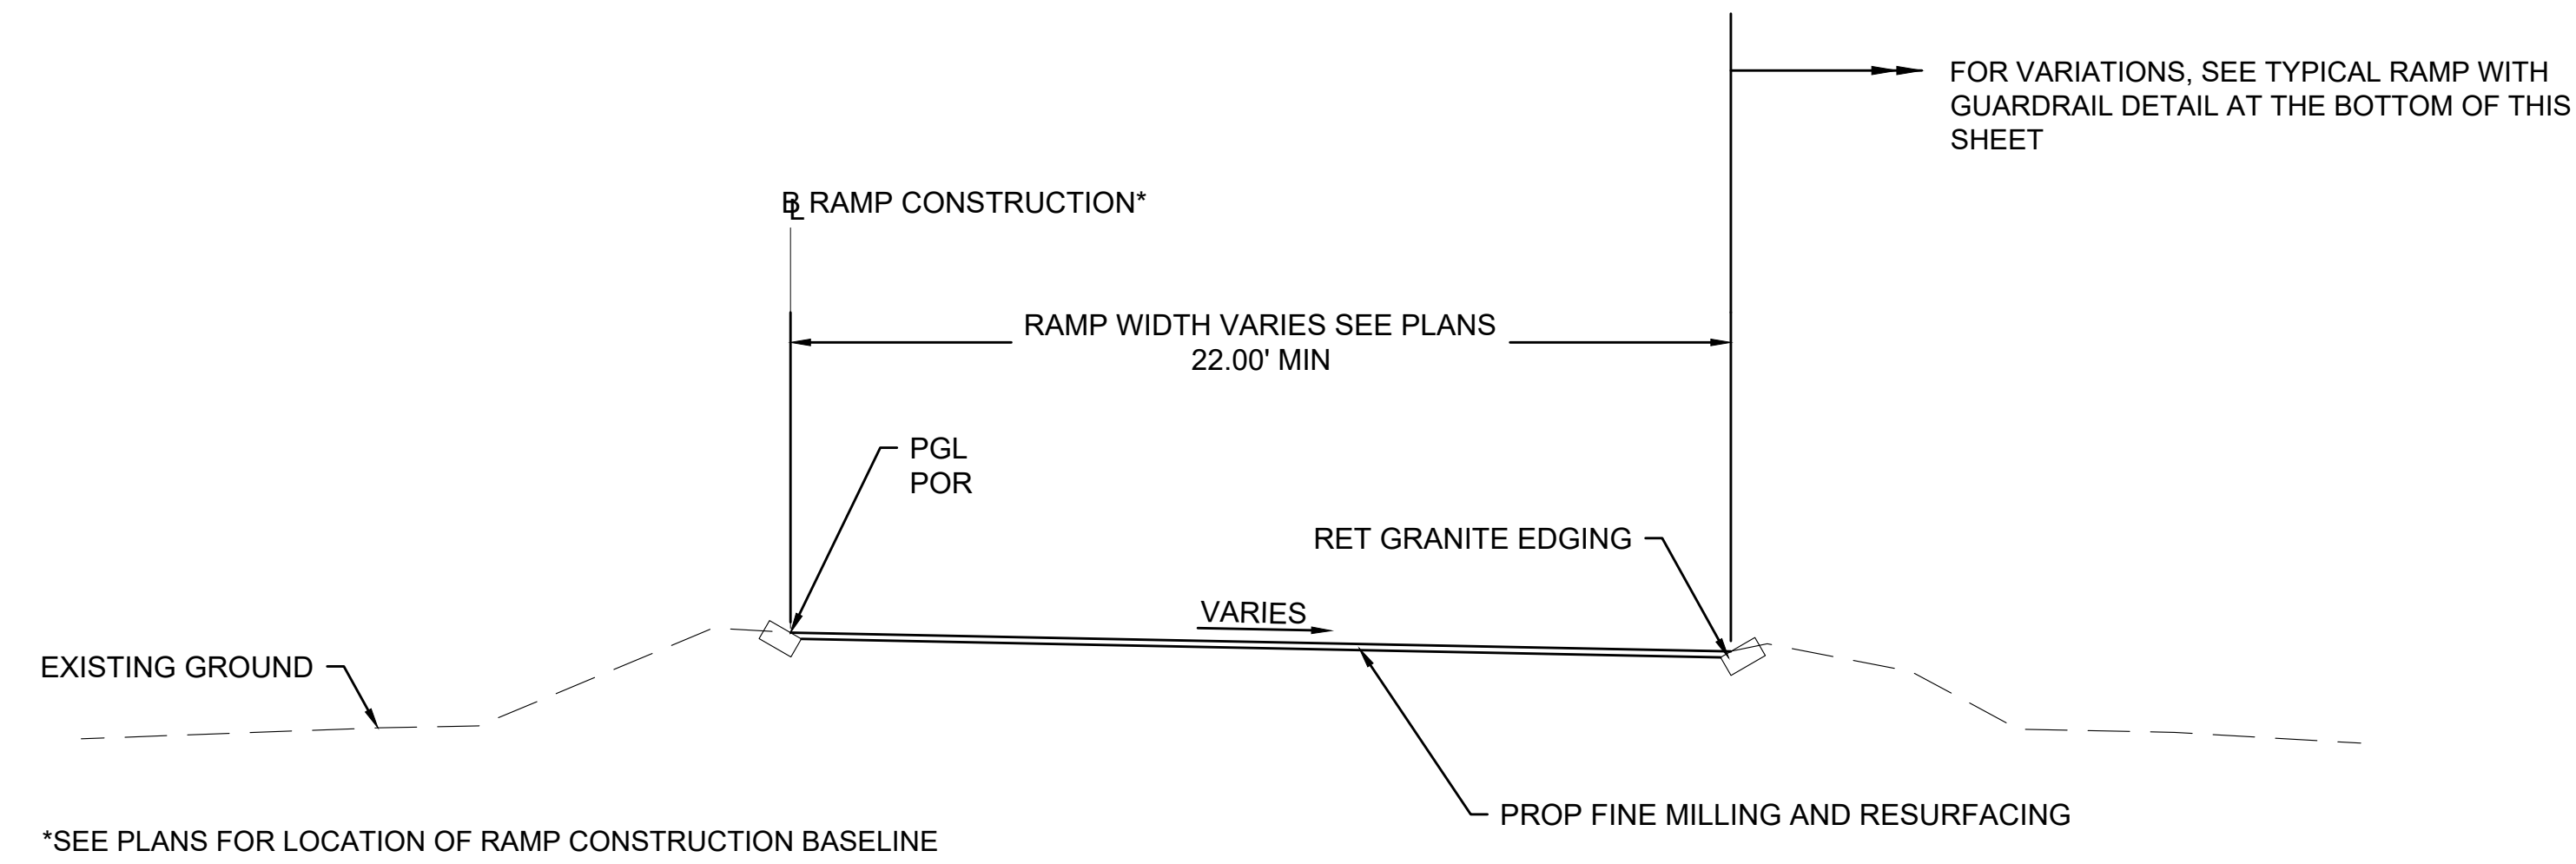 FOR VARIATIONS, SEE TYPICAL RAMP WITH
GUARDRAIL DETAIL AT THE BOTTOM OF THIS
SHEET
BL RAMP CONSTRUCTION*
RAMP WIDTH VARIES SEE PLANS
22.00' MIN
PGL
POR
RET GRANITE EDGING
VARIES
EXISTING GROUND
PROP FINE MILLING AND RESURFACING
*SEE PLANS FOR LOCATION OF RAMP CONSTRUCTION BASELINE